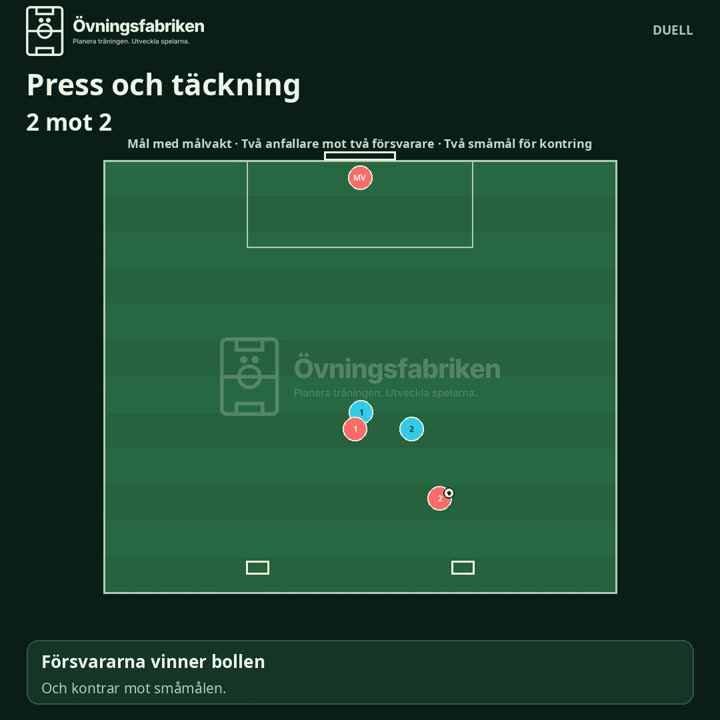 Övningsfabriken
Planera träningen. Utveckla spelarna.
DUELL
Press och täckning
2 mot 2
Mål med målvakt · Två anfallare mot två försvarare · Två småmål för kontring
MV
Övningsfabriken
Planera träningen. Utveckla spelarna.
1
1
2
2
Försvararna vinner bollen
Och kontrar mot småmålen.